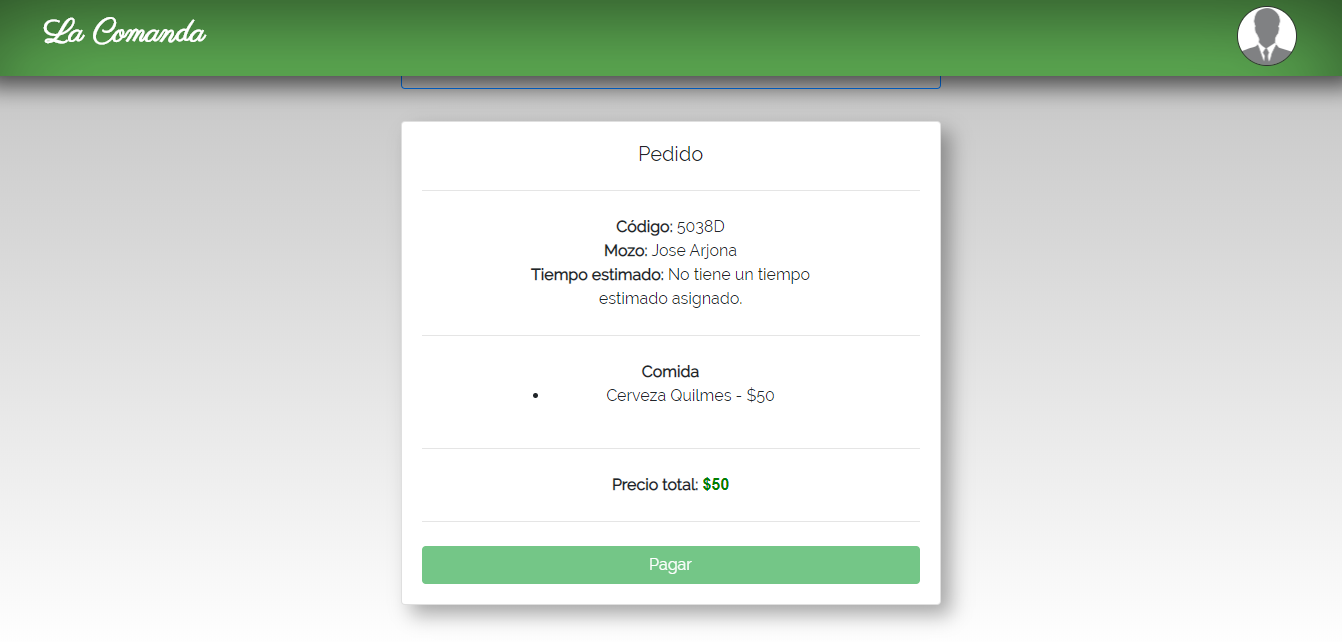 La Comanda
Pedido
Código: 5038D
Mozo: Jose Arjona
Tiempo estimado: No tiene un tiempo
estimado asignado.
Comida
• Cerveza Quilmes - $50
Precio total: $50
Pagar